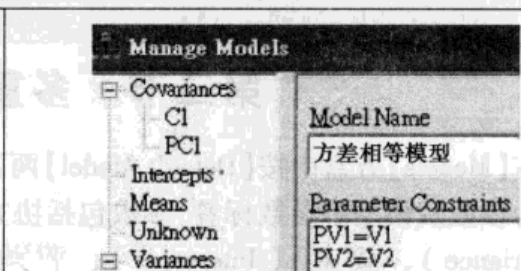 Manage Models
Covariances
C1
PC1
Intercepts
Means
Unknown
Variances
Model Name
方差相等模型
Parameter Constraints
PV1=V1
PV2=V2